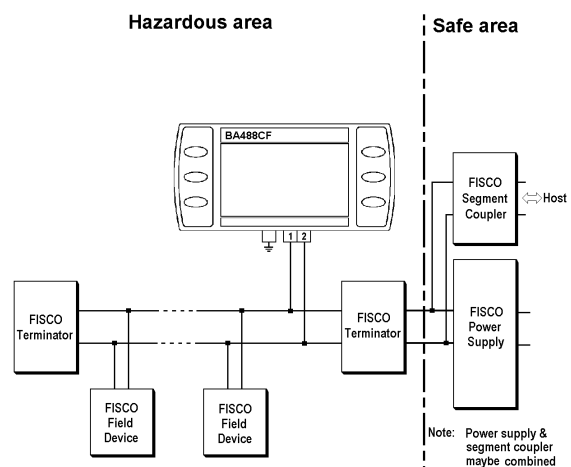 Hazardous area
Safe area
BA488CF
1 2
FISCO
Segment
Coupler
Host
FISCO
Terminator
FISCO
Terminator
FISCO
Power
Supply
FISCO
Field
Device
FISCO
Field
Device
Note: Power supply &
segment coupler
maybe combined